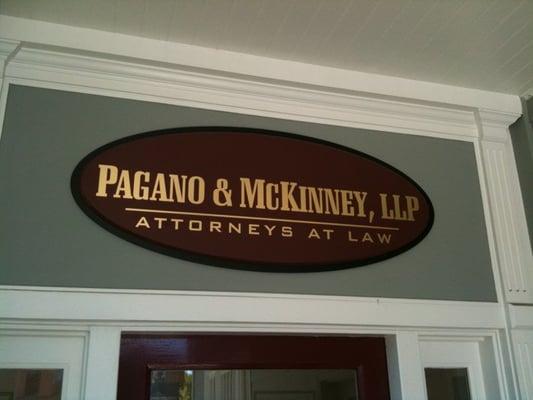 PAGANO & MCKINNEY, LLP
ATTORNEYS AT LAW